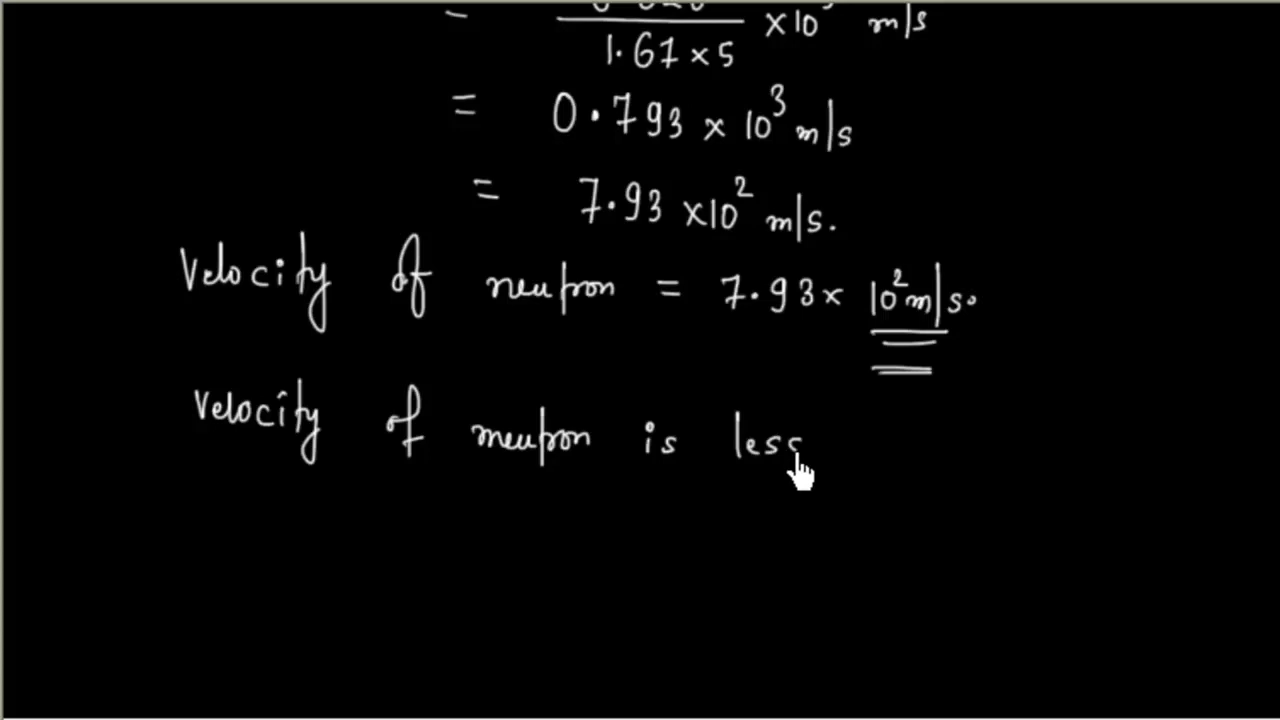 =
1.67 × 5 × 10 m/s
= 0.793 × 10³ m/s
= 7.93 × 10² m/s.
Velocity of neutron = 7.93 × 10² m/s.
Velocity of neutron is less